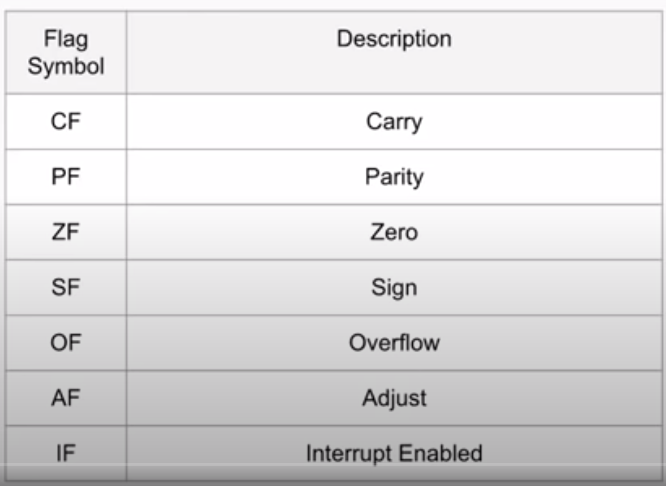 Flag Symbol Description
CF Carry
PF Parity
ZF Zero
SF Sign
OF Overflow
AF Adjust
IF Interrupt Enabled